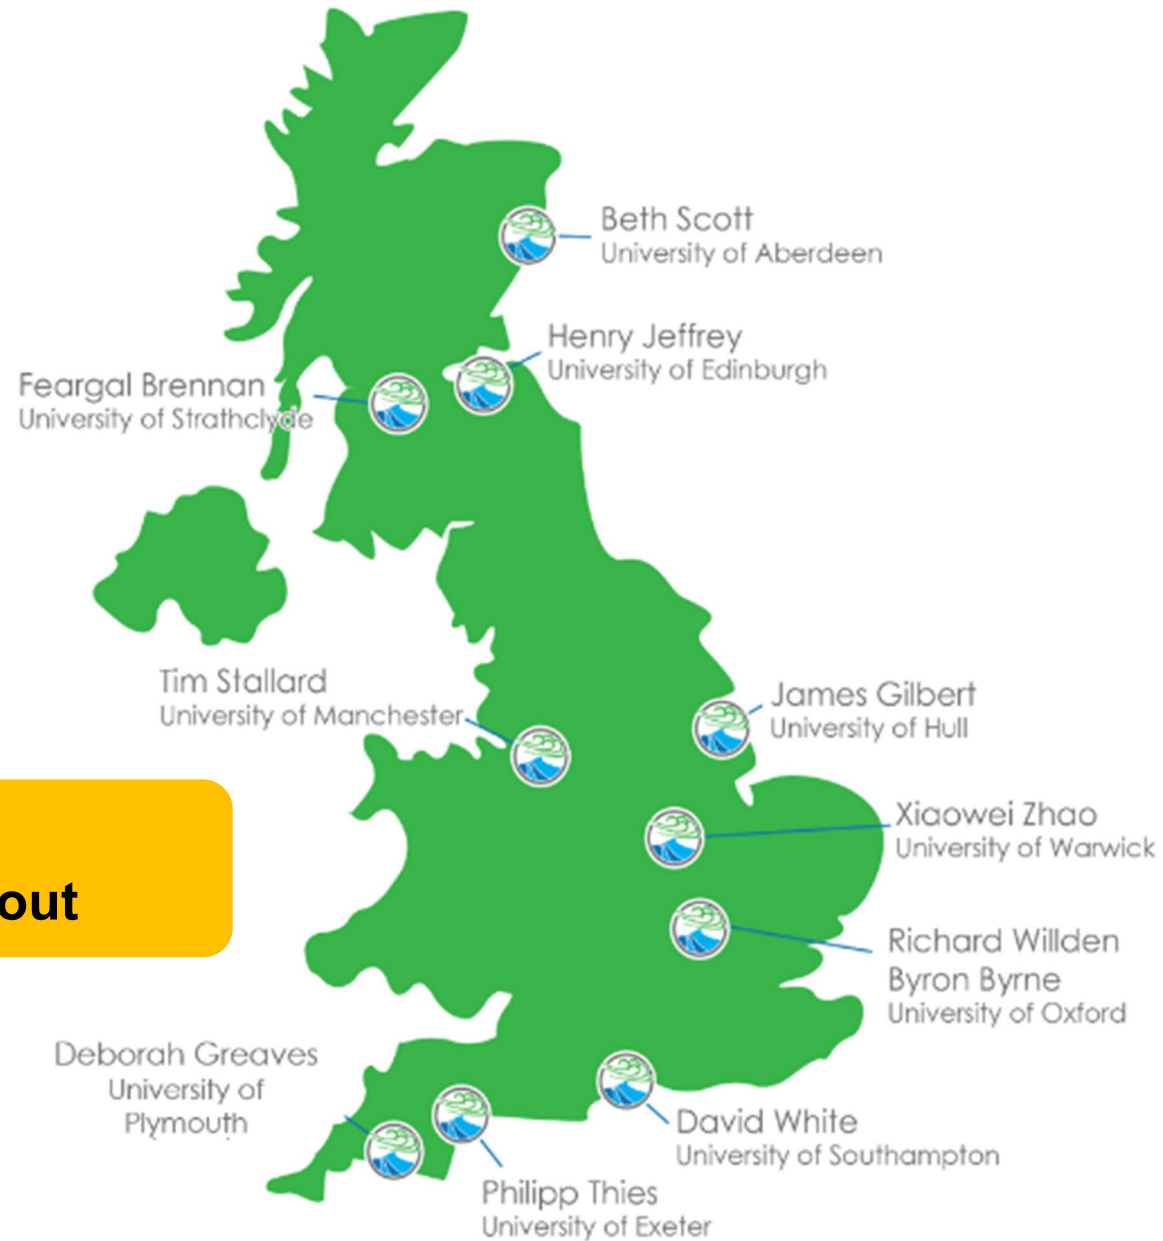 Beth Scott
University of Aberdeen
Henry Jeffrey
University of Edinburgh
Feargal Brennan
University of Strathclyde
Tim Stallard
University of Manchester
James Gilbert
University of Hull
Xiaowei Zhao
University of Warwick
out
Richard Willden
Byron Byrne
University of Oxford
Deborah Greaves
University of
Plymouth
David White
University of Southampton
Philipp Thies
University of Exeter